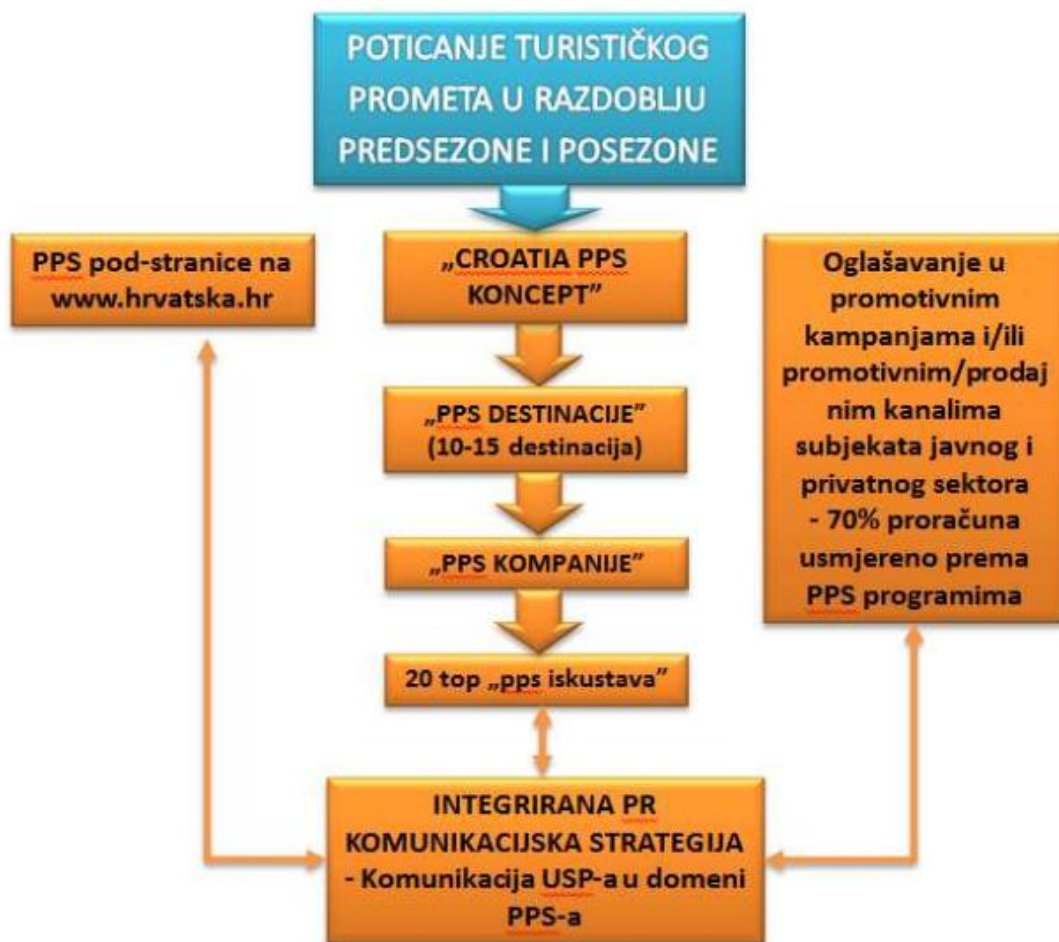 POTICANJE TURISTIČKOG
PROMETA U RAZDOBLJU
PREDSEZONE I POSEZONE
PPS pod-stranice na
www.hrvatska.hr
„CROATIA PPS
KONCEPT”
Oglašavanje u
promotivnim
kampanjama i/ili
promotivnim/prodaj
nim kanalima
subjekata javnog i
privatnog sektora
- 70% proračuna
usmjereno prema
PPS programima
„PPS DESTINACIJE”
(10-15 destinacija)
„PPS KOMPANIJE”
20 top „pps iskustava”
INTEGRIRANA PR
KOMUNIKACIJSKA STRATEGIJA
- Komunikacija USP-a u domeni
PPS-a